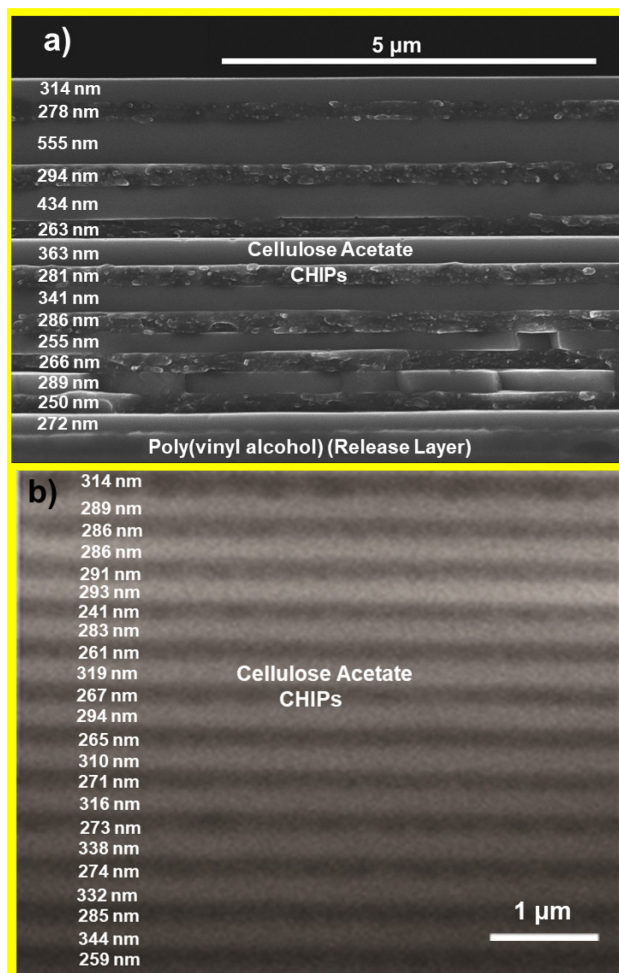 a)
5 µm
314 nm
278 nm
555 nm
294 nm
434 nm
263 nm
363 nm
Cellulose Acetate
281 nm
CHIPs
341 nm
286 nm
255 nm
266 nm
289 nm
250 nm
272 nm
Poly(vinyl alcohol) (Release Layer)
b)
314 nm
289 nm
286 nm
286 nm
291 nm
293 nm
241 nm
283 nm
261 nm
319 nm
Cellulose Acetate
267 nm
CHIPs
294 nm
265 nm
310 nm
271 nm
316 nm
273 nm
338 nm
274 nm
332 nm
285 nm
1 µm
344 nm
259 nm